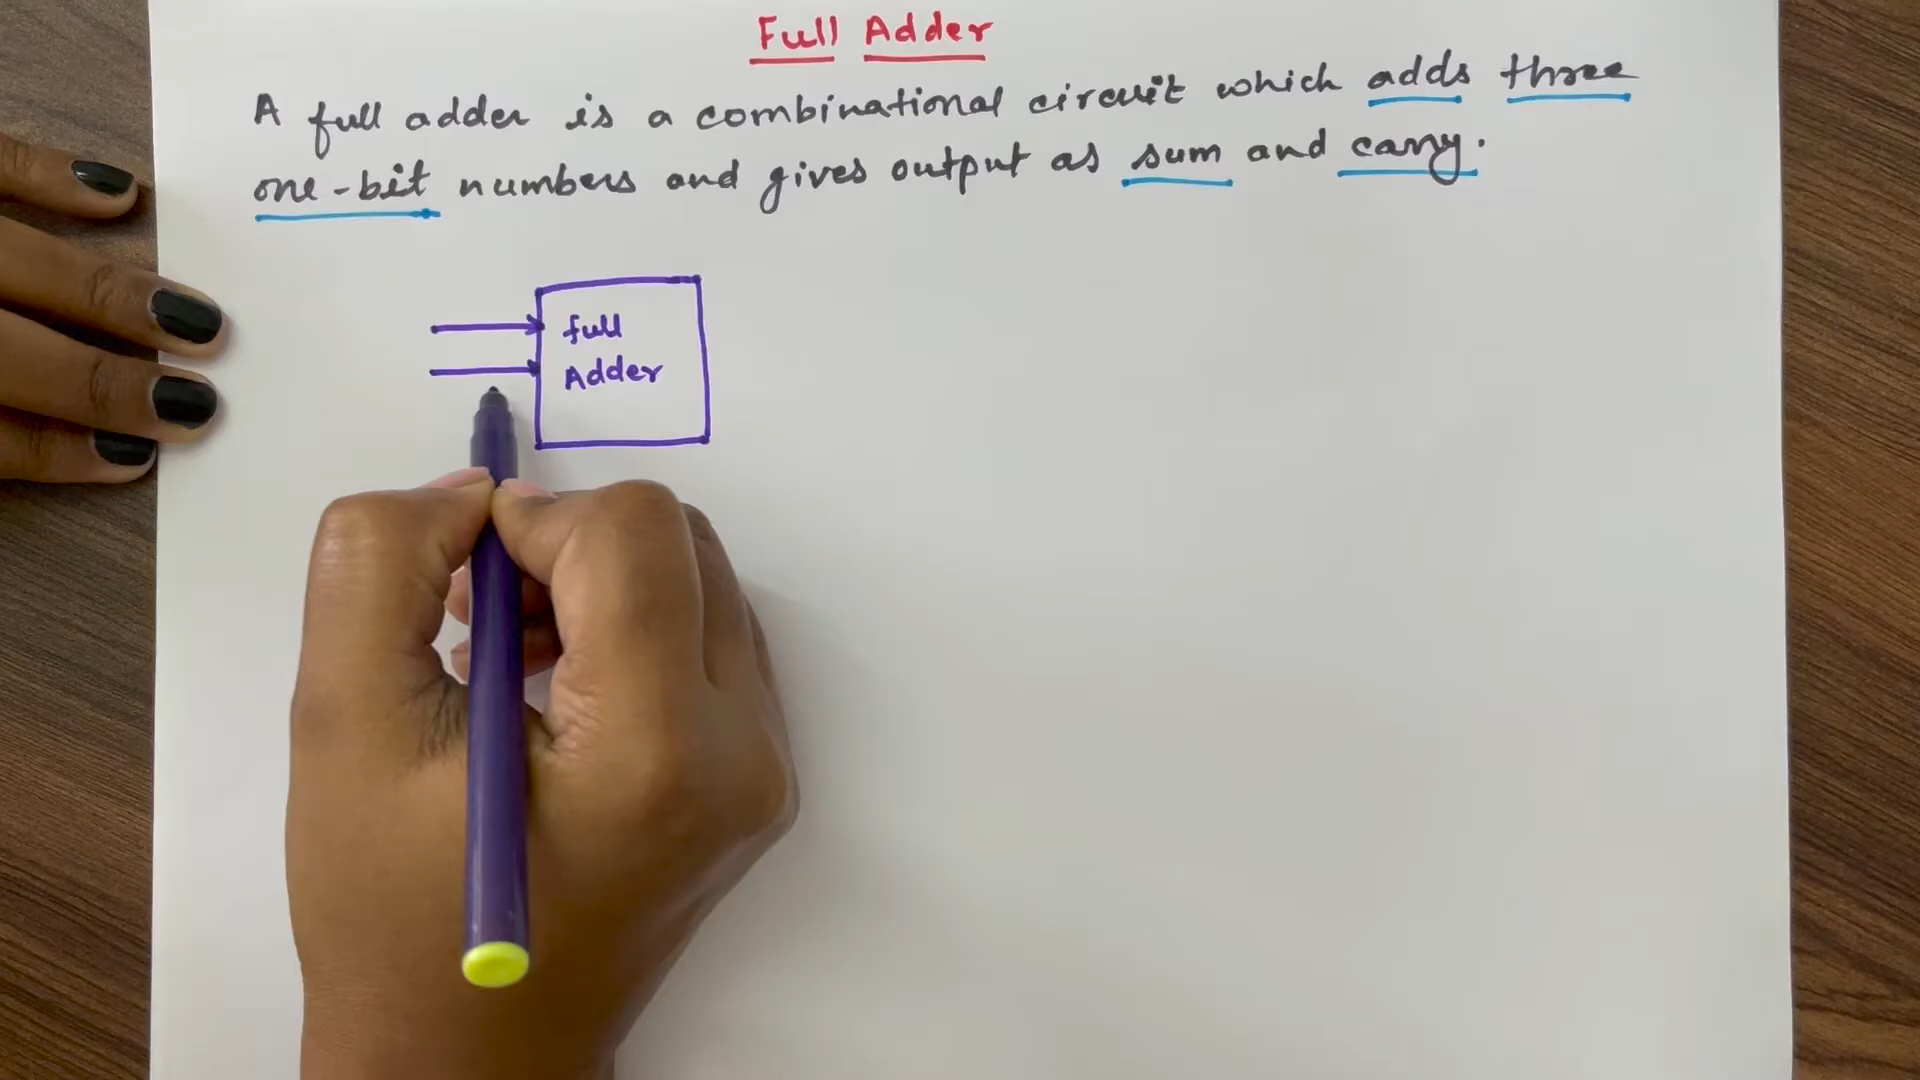 Full Adder
A full adder is a combinational circuit which adds three
one-bit numbers and gives output as sum and carry.
full
Adder